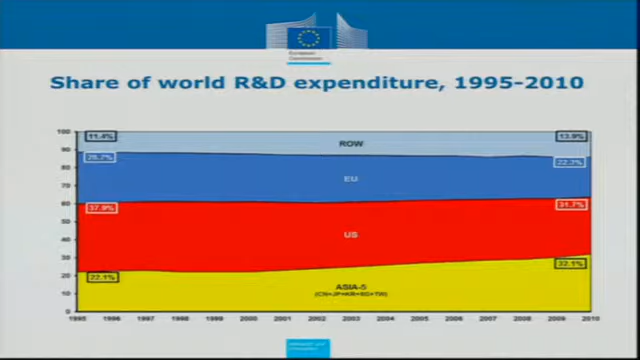 European
Commission
Share of world R&D expenditure, 1995-2010
100
90
80
70
60
50
40
30
20
10
0
11.4%
13.9%
ROW
EU
22.3%
37.9%
31.7%
US
22.1%
32.1%
ASIA-5
(CN+JP+KR+SG+TW)
1995 1996 1997 1998 1999 2000 2001 2002 2003 2004 2005 2006 2007 2008 2009 2010